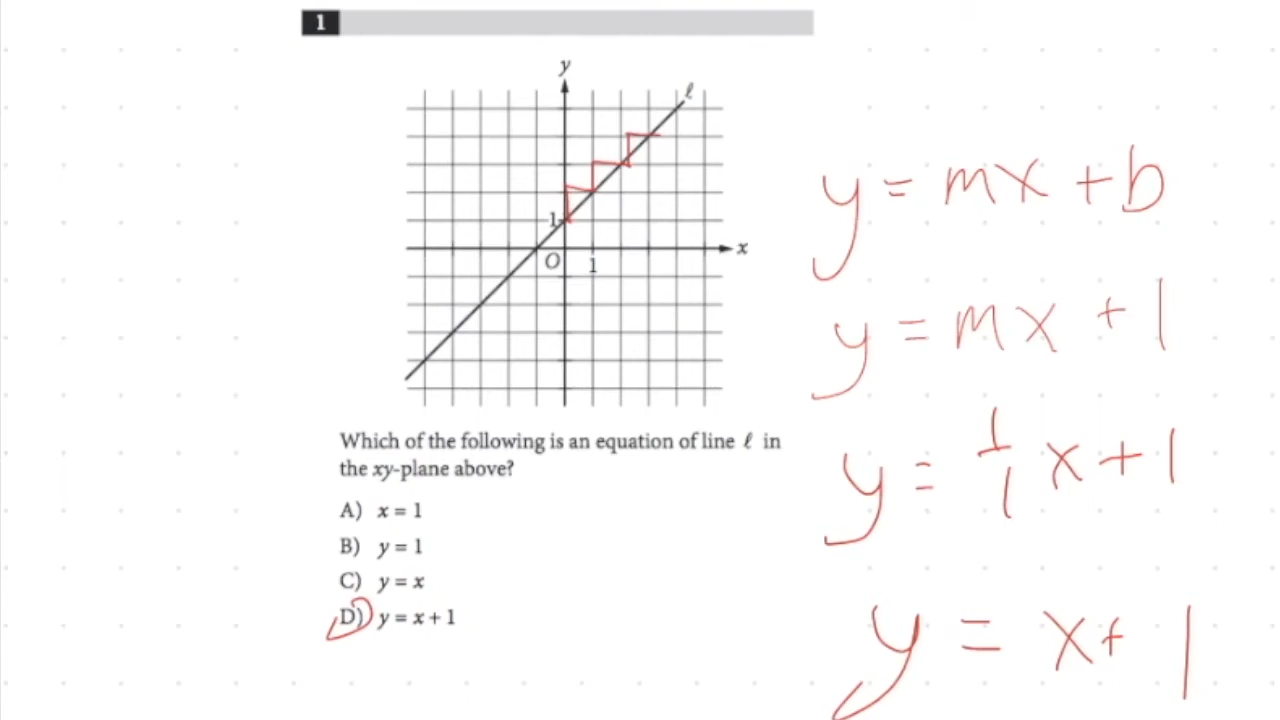 1
y
ℓ
1
x
O
1
Which of the following is an equation of line ℓ in
the xy-plane above?
A) x = 1
B) y = 1
C) y = x
D) y = x + 1
y = mx + b
y = mx + 1
y = 1/1 x + 1
y = x + 1